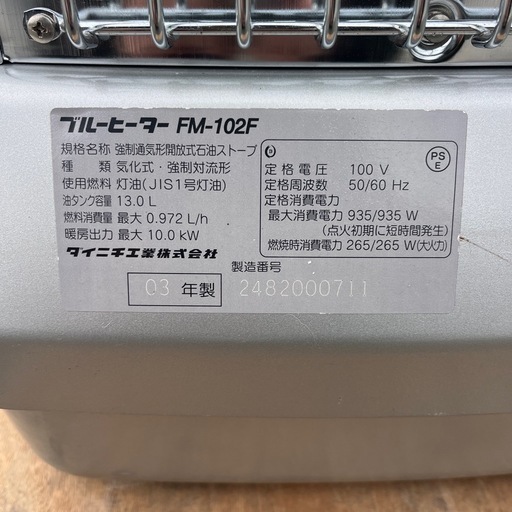 ブルーヒーター FM-102F
規格名称 強制通気形開放式石油ストーブ
種類 気化式・強制対流形
使用燃料 灯油(JIS1号灯油)
油タンク容量 13.0 L
燃料消費量 最大 0.972 L/h
暖房出力 最大 10.0 kW
ダイニチ工業株式会社
PS
E
定格電圧 100 V
定格周波数 50/60 Hz
定格消費電力
最大消費電力 935/935 W
(点火初期に短時間発生)
燃焼時消費電力 265/265 W(大火力)
製造番号
03 年製 2482000711